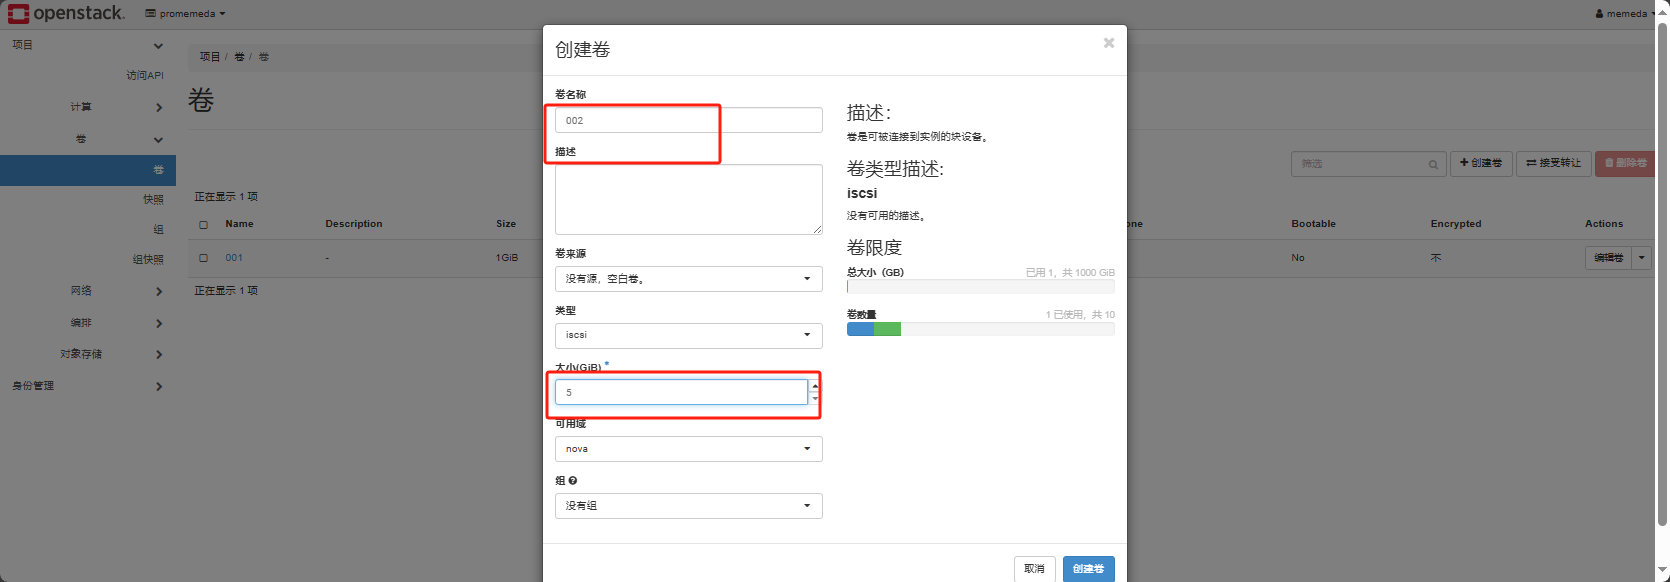 openstack.
promemeda
memeda
项目
访问API
计算
卷
卷
快照
组
组快照
网络
编排
对象存储
身份管理
项目 / 卷 / 卷
卷
筛选
创建卷
接受转让
删除卷
正在显示 1 项
Name
Description
Size
one
Bootable
Encrypted
Actions
001
-
1GiB
No
不
编辑卷
正在显示 1 项
创建卷
卷名称
002
描述
卷来源
没有源，空白卷。
类型
iscsi
大小(GiB) *
5
可用域
nova
组
没有组
描述：
卷是可被连接到实例的块设备。
卷类型描述:
iscsi
没有可用的描述。
卷限度
总大小（GB）
已用 1，共 1000 GiB
卷数量
1 已使用，共 10
取消
创建卷